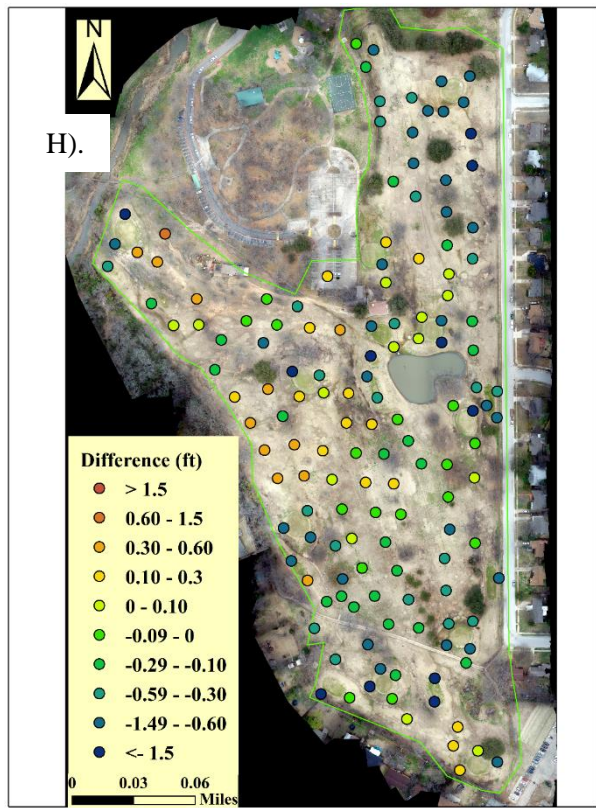 N
H).
Difference (ft)
> 1.5
0.60 - 1.5
0.30 - 0.60
0.10 - 0.3
0 - 0.10
-0.09 - 0
-0.29 - -0.10
-0.59 - -0.30
-1.49 - -0.60
<- 1.5
0 0.03 0.06
Miles